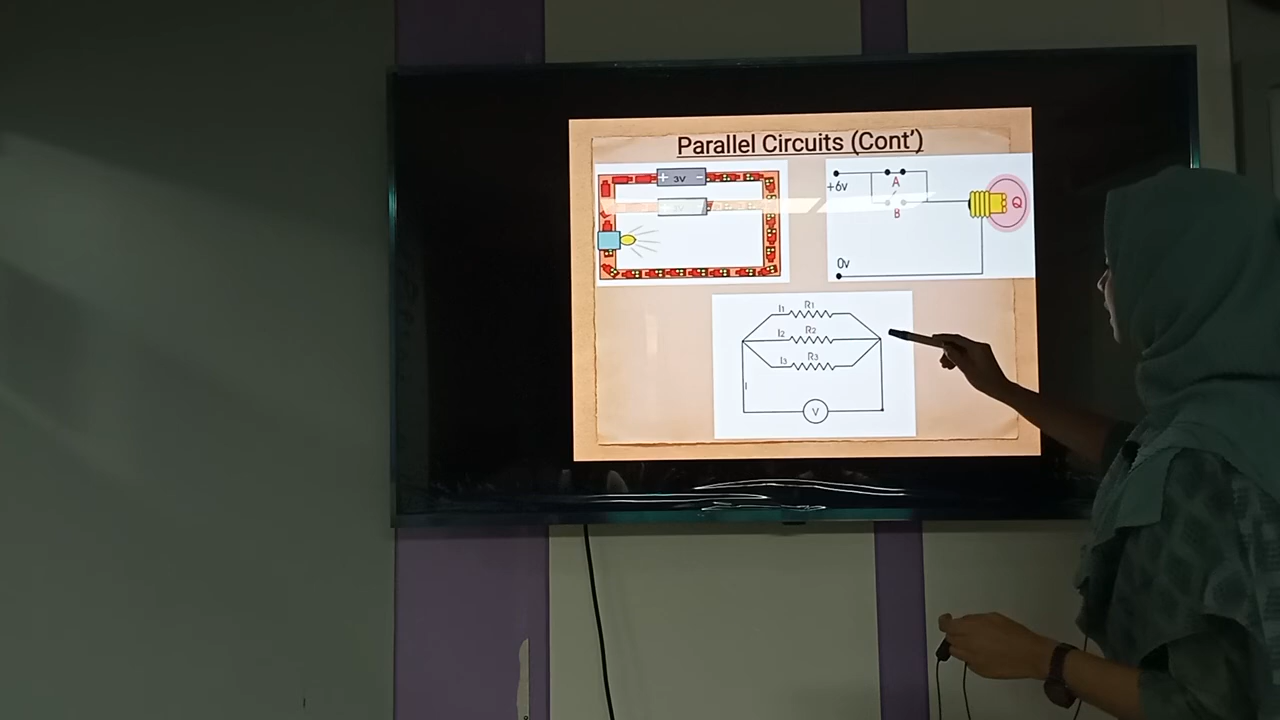 Parallel Circuits (Cont')
+ 3V -
+6v
A
B
Q
0v
I1 R1
I2 R2
I3 R3
I
V